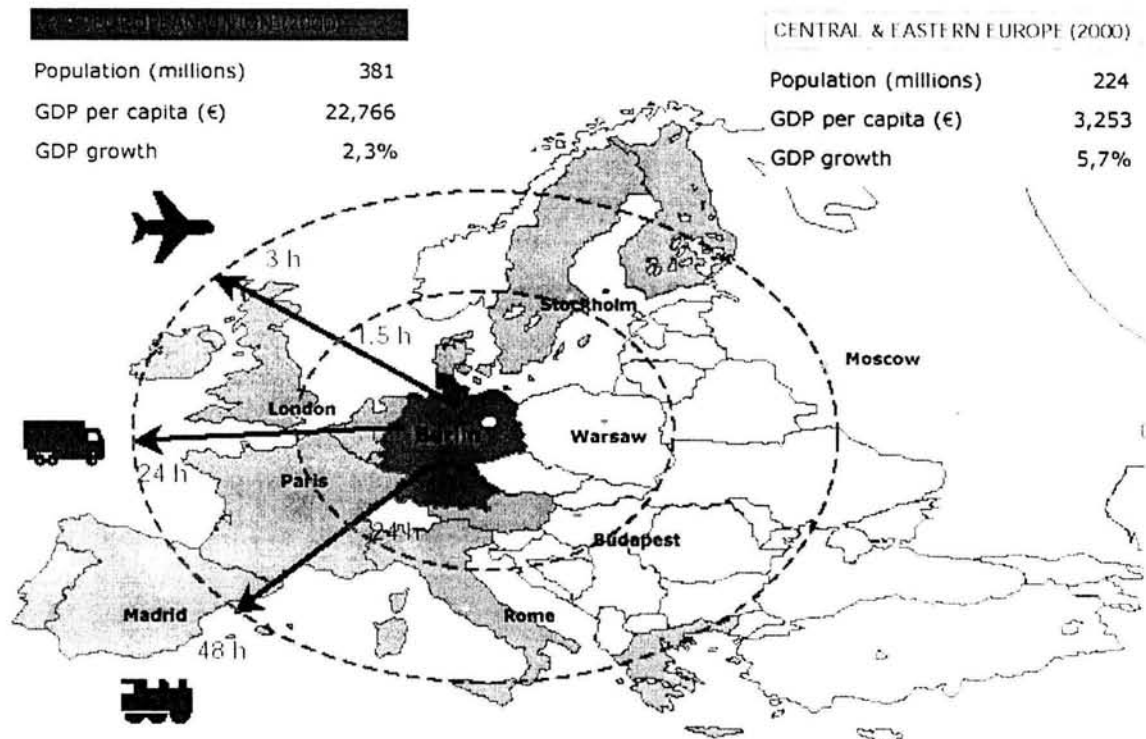 CENTRAL & EASTERN EUROPE (2000)
Population (millions) 381
GDP per capita (€) 22,766
GDP growth 2,3%
Population (millions) 224
GDP per capita (€) 3,253
GDP growth 5,7%
3 h
1.5 h
Stockholm
Moscow
London
Berlin
Warsaw
24 h
Paris
24 h
Budapest
Madrid
Rome
48 h